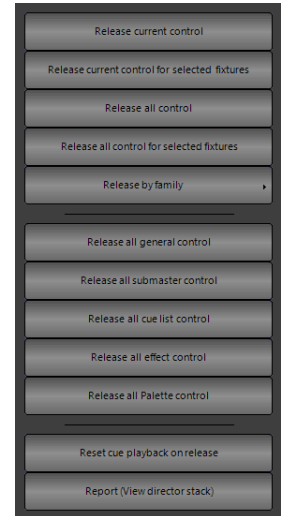 Release current control
Release current control for selected fixtures
Release all control
Release all control for selected fixtures
Release by family
Release all general control
Release all submaster control
Release all cue list control
Release all effect control
Release all Palette control
Reset cue playback on release
Report (View director stack)